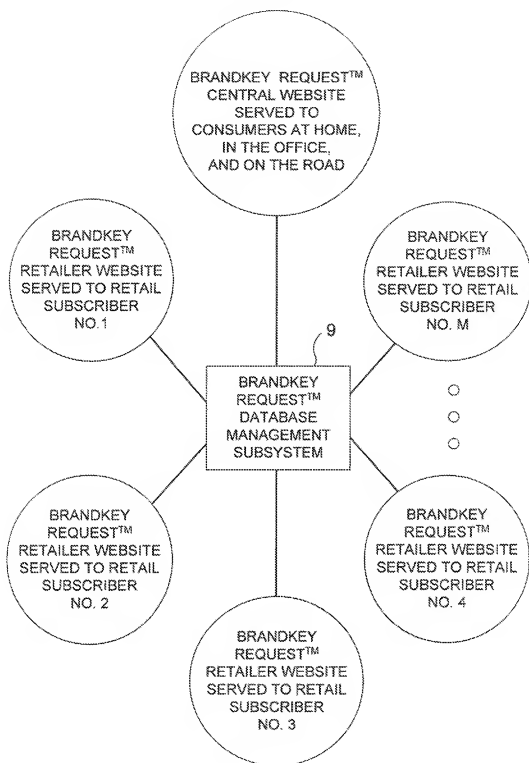 BRANDKEY REQUEST™
CENTRAL WEBSITE
SERVED TO
CONSUMERS AT HOME,
IN THE OFFICE,
AND ON THE ROAD
BRANDKEY
REQUEST™
RETAILER WEBSITE
SERVED TO RETAIL
SUBSCRIBER
NO.1
BRANDKEY
REQUEST™
RETAILER WEBSITE
SERVED TO RETAIL
SUBSCRIBER
NO. M
9
BRANDKEY
REQUEST™
DATABASE
MANAGEMENT
SUBSYSTEM
BRANDKEY
REQUEST™
RETAILER WEBSITE
SERVED TO RETAIL
SUBSCRIBER
NO. 2
BRANDKEY
REQUEST™
RETAILER WEBSITE
SERVED TO RETAIL
SUBSCRIBER
NO. 4
BRANDKEY
REQUEST™
RETAILER WEBSITE
SERVED TO RETAIL
SUBSCRIBER
NO. 3